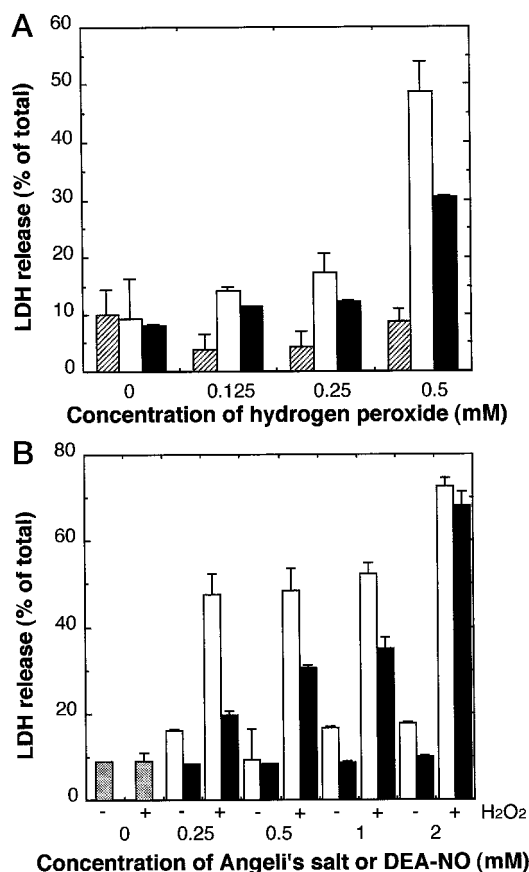 A
LDH release (% of total)
60
50
40
30
20
10
0
0 0.125 0.25 0.5
Concentration of hydrogen peroxide (mM)
B
LDH release (% of total)
80
60
40
20
0
- + - + - + - + - + H2O2
0 0.25 0.5 1 2
Concentration of Angeli's salt or DEA-NO (mM)